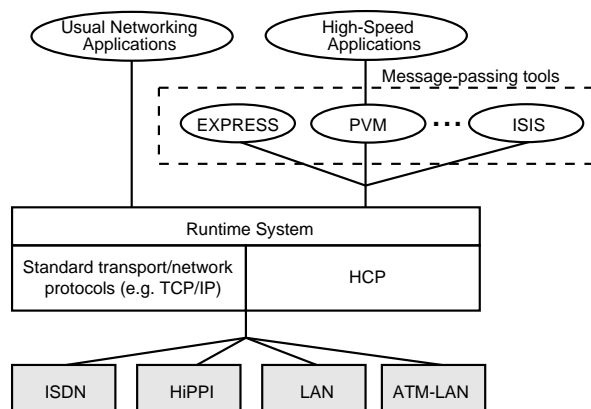 Usual Networking
Applications
High-Speed
Applications
Message-passing tools
EXPRESS
PVM
...
ISIS
Runtime System
Standard transport/network
protocols (e.g. TCP/IP)
HCP
ISDN
HiPPI
LAN
ATM-LAN